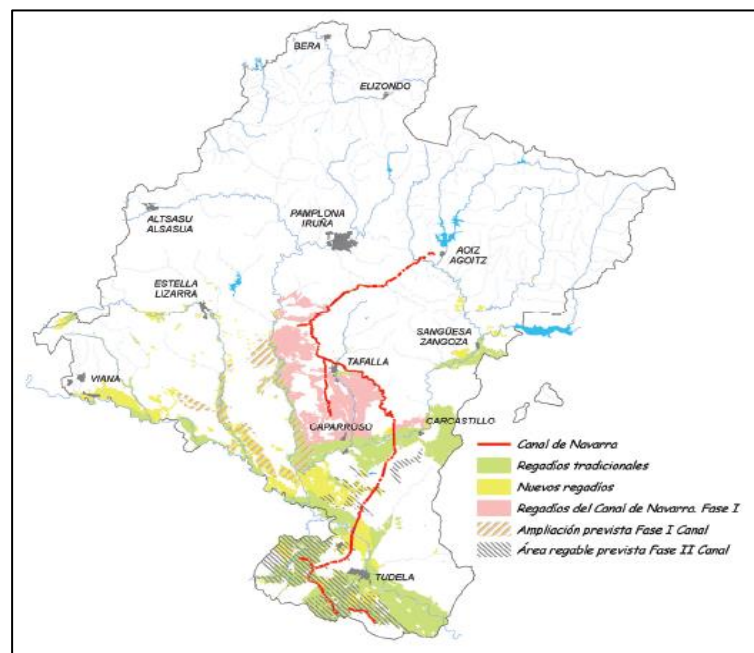 BERA
ELIZONDO
ALTSASU
ALSASUA
PAMPLONA
IRUÑA
AOIZ
AGOITZ
ESTELLA
LIZARRA
SANGÜESA
ZANGOZA
VIANA
TAFALLA
CAPARROSO
CARCASTILLO
TUDELA
Canal de Navarra
Regadíos tradicionales
Nuevos regadíos
Regadíos del Canal de Navarra. Fase I
Ampliación prevista Fase I Canal
Área regable prevista Fase II Canal